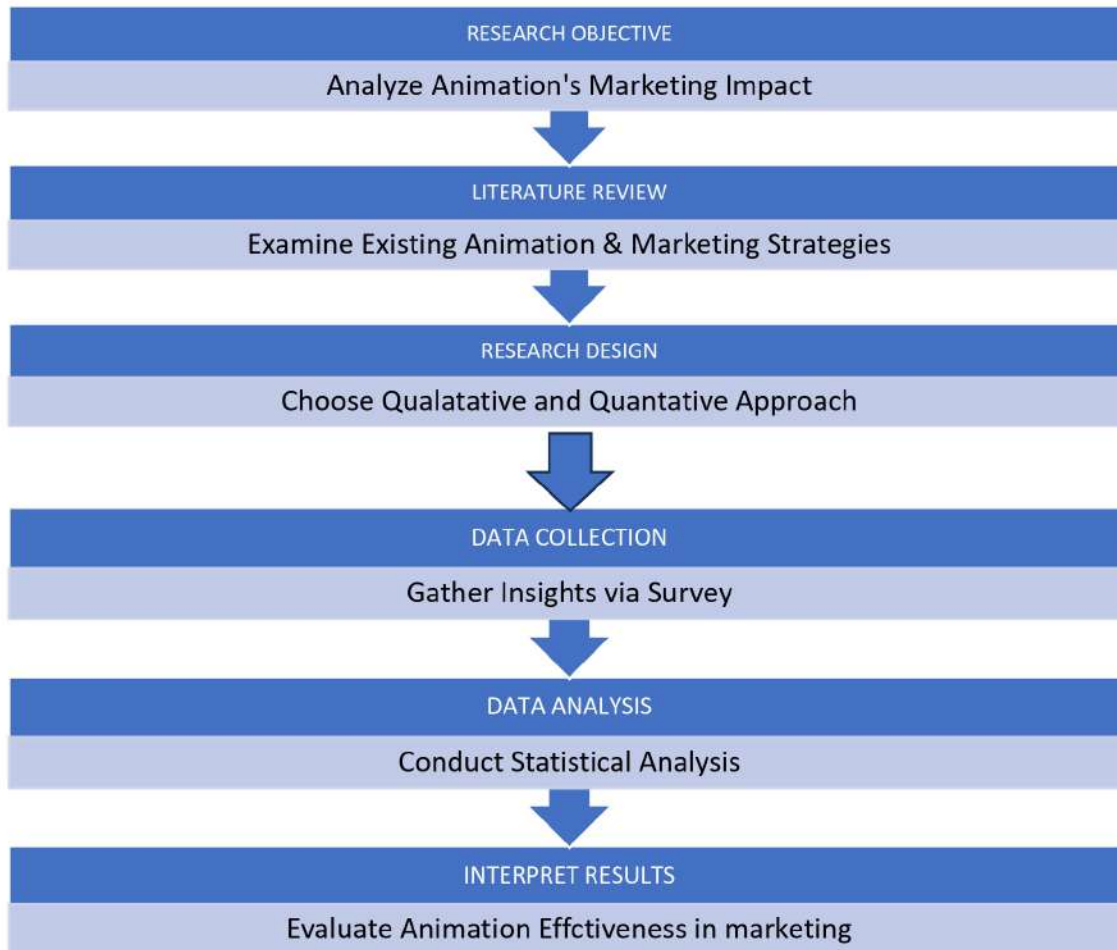 RESEARCH OBJECTIVE
Analyze Animation's Marketing Impact
LITERATURE REVIEW
Examine Existing Animation & Marketing Strategies
RESEARCH DESIGN
Choose Qualatative and Quantative Approach
DATA COLLECTION
Gather Insights via Survey
DATA ANALYSIS
Conduct Statistical Analysis
INTERPRET RESULTS
Evaluate Animation Effctiveness in marketing